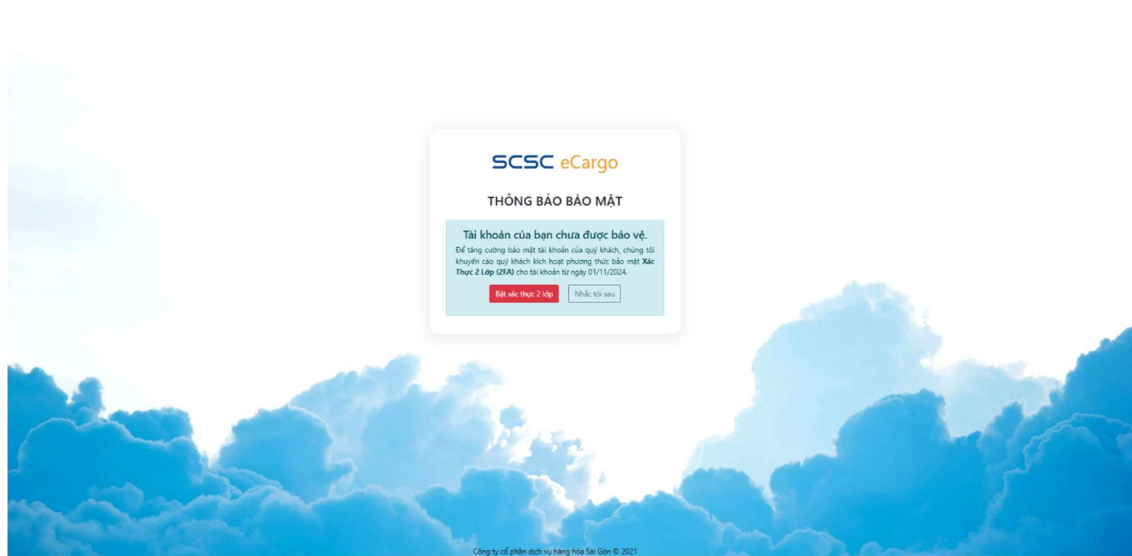 SCSC eCargo
THÔNG BÁO BẢO MẬT
Tài khoản của bạn chưa được bảo vệ.
Để tăng cường bảo mật tài khoản của quý khách, chúng tôi
khuyến cáo quý khách kích hoạt phương thức bảo mật Xác
Thực 2 Lớp (2FA) cho tài khoản từ ngày 01/11/2024.
Bật xác thực 2 lớp Nhắc tôi sau
Công ty cổ phần dịch vụ hàng hóa Sài Gòn © 2021